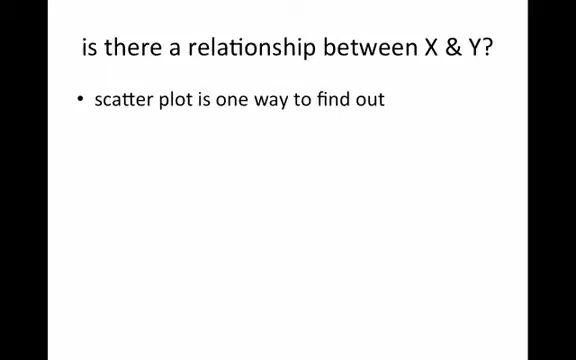 is there a relationship between X & Y?
• scatter plot is one way to find out